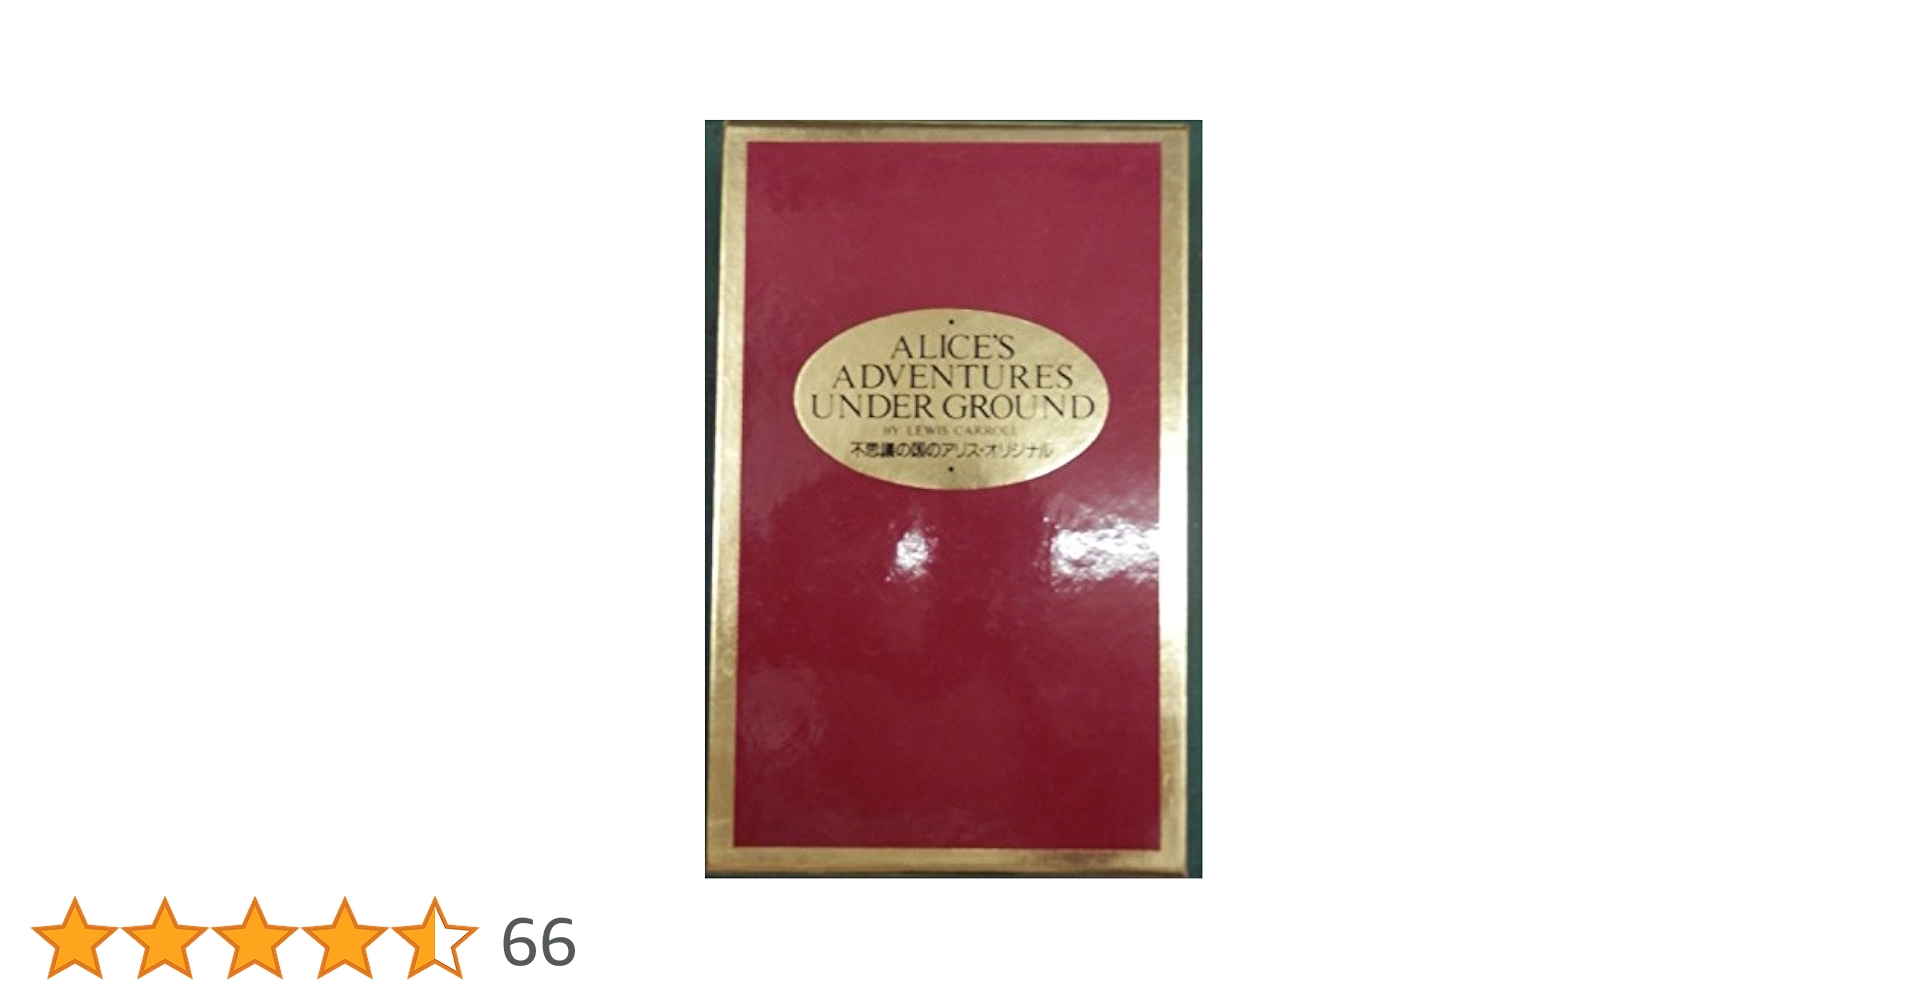 ALICE'S
ADVENTURES
UNDER GROUND
BY LEWIS CARROLL
不思議の国のアリス・オリジナル
66